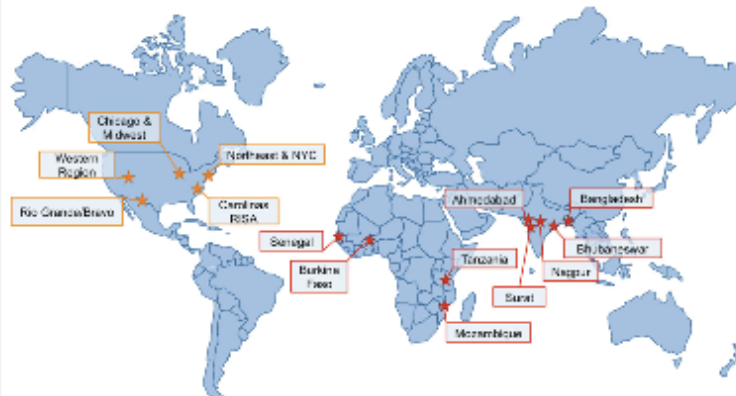 Chicago &
Midwest
Northeast & NYC
Western
Region
Rio Grande/Bravo
Carolinas
RISA
Senegal
Burkina
Faso
Tanzania
Mozambique
Ahmedabad
Bangladesh
Bhubaneswar
Nagpur
Surat